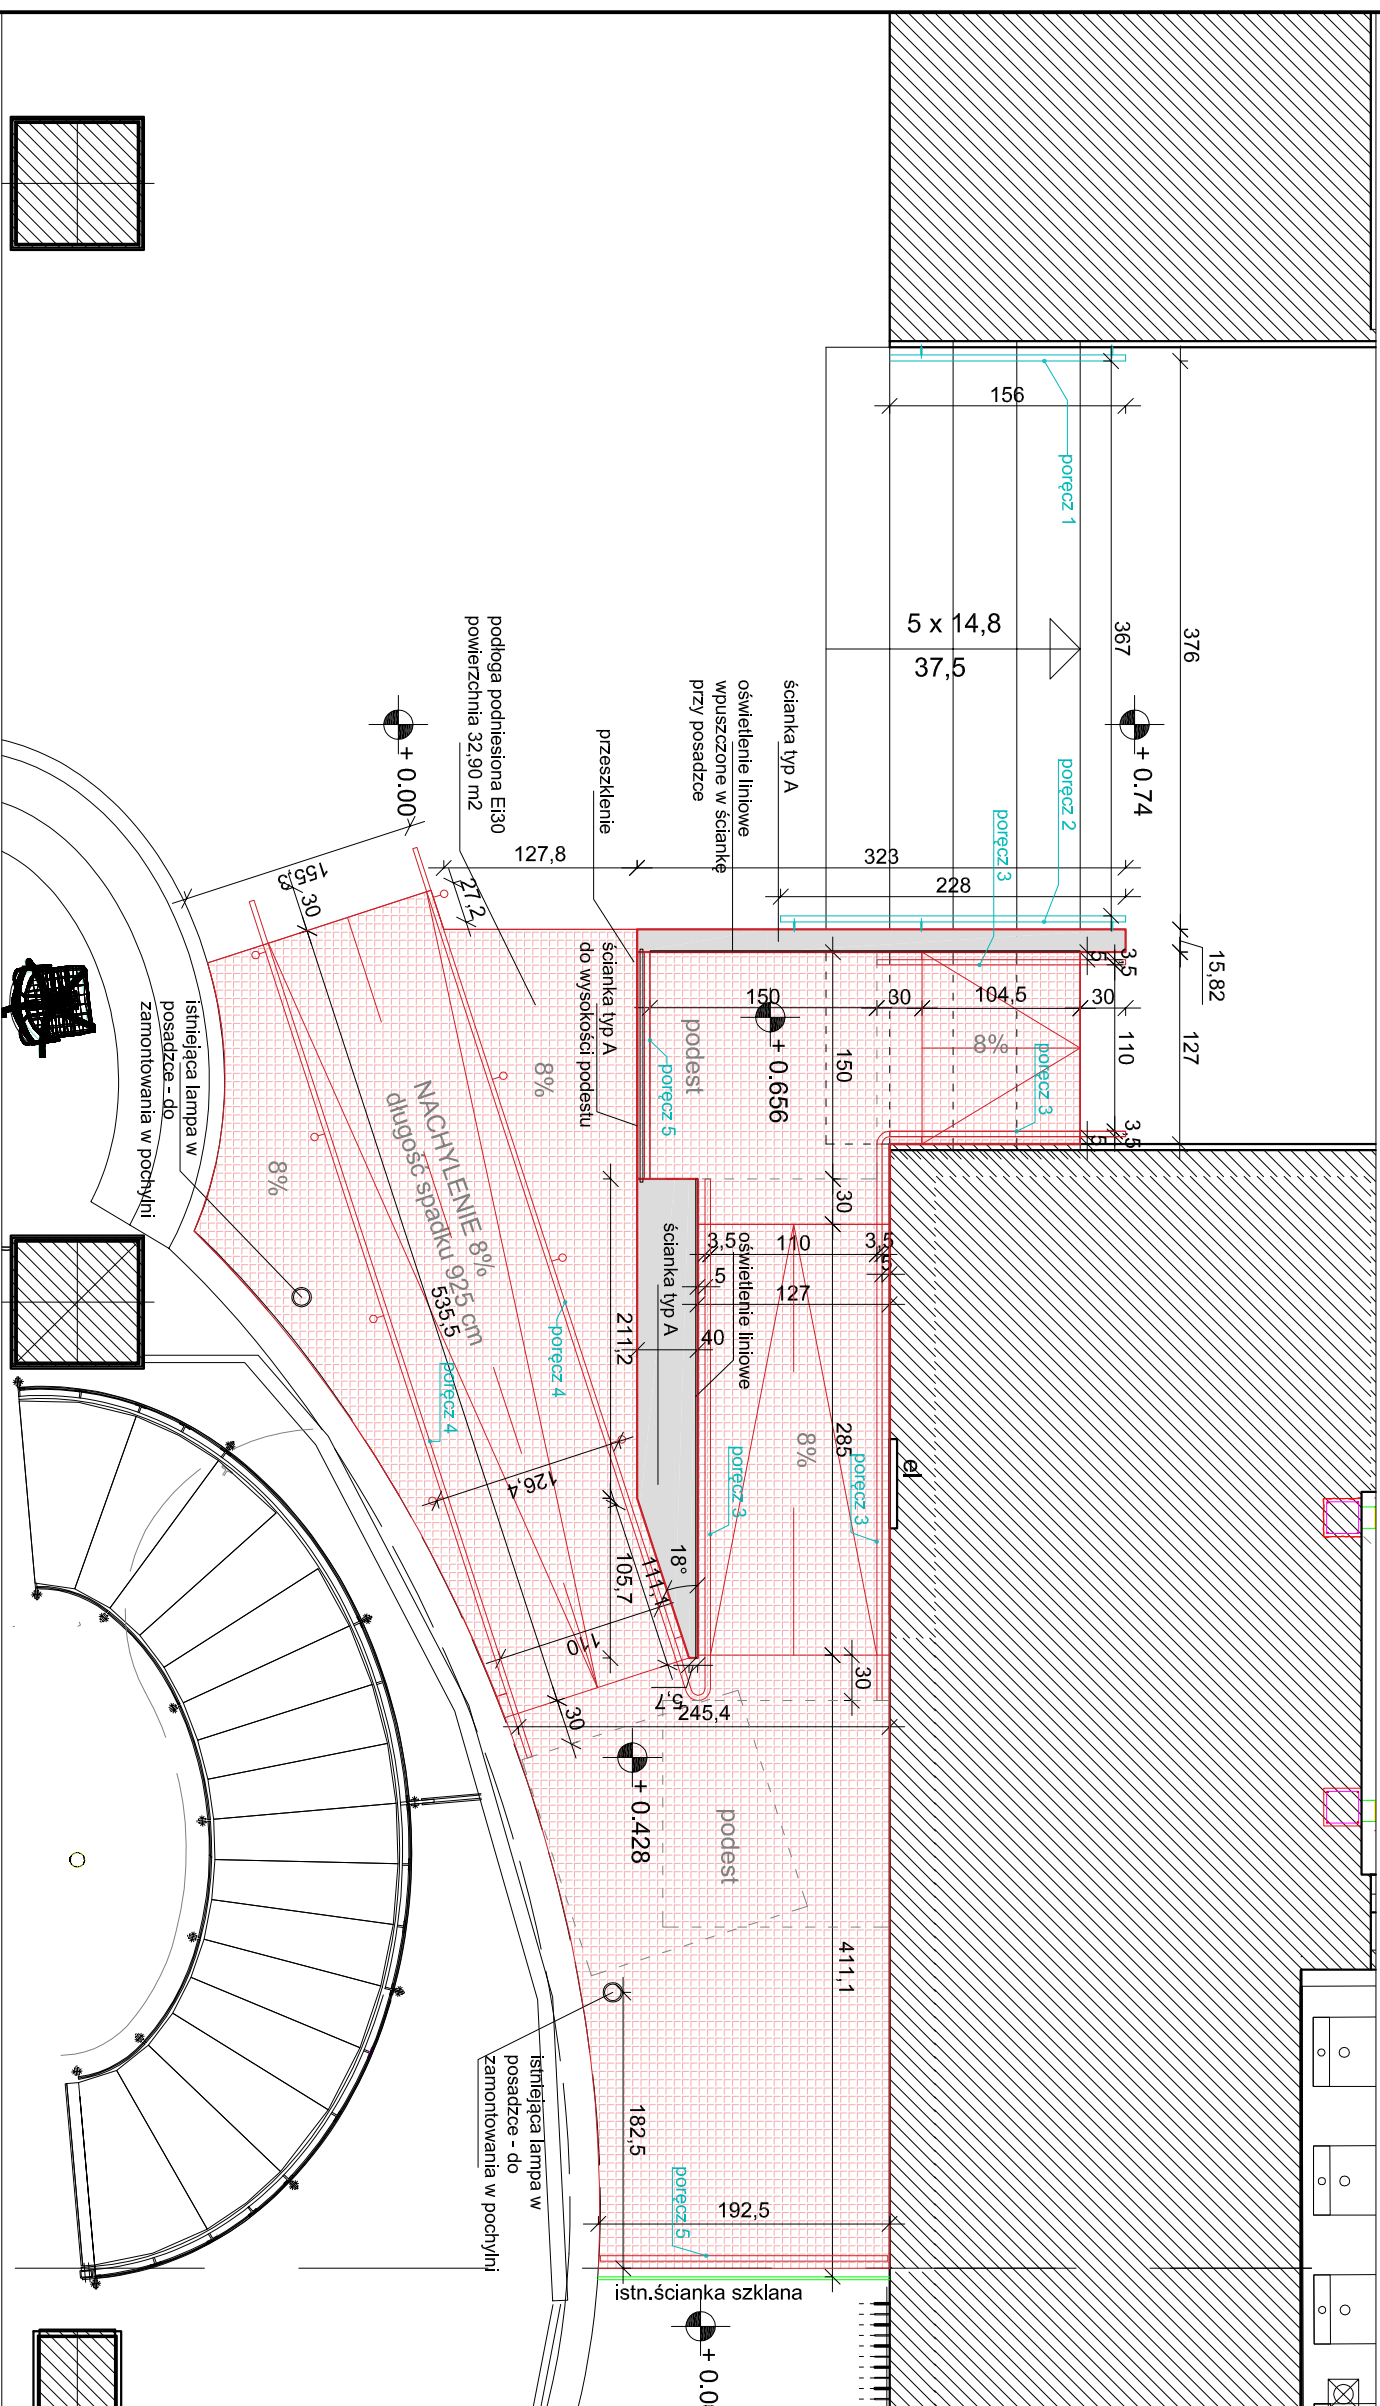 156
poręcz 1
5 x 14,8
37,5
367
376
+ 0.74
poręcz 2
poręcz 3
ścianka typ A
oświetlenie liniowe
wpuszczone w ściankę
przy posadzce
przeszklenie
podłoga podniesiona Ei30
powierzchnia 32,90 m2
+ 0.00
127,8
323
228
155,3
30
27,2
15,82
3,5
5
150
30
104,5
30
110
127
podest
+ 0.656
150
8%
poręcz 3
3,5
5
ścianka typ A
do wysokości podestu
poręcz 5
8%
8%
NACHYLENIE 8%
długość spadku 925 cm
535,5
istniejąca lampa w
posadzce - do
zamontowania w pochylni
30
3,5
110
3,5
5
5
127
oświetlenie liniowe
ścianka typ A
40
211,2
poręcz 4
poręcz 4
126,4
285
8%
poręcz 3
poręcz 3
el
18°
111,1
105,7
110
30
5,7
245,4
30
+ 0.428
podest
411,1
182,5
istniejąca lampa w
posadzce - do
zamontowania w pochylni
192,5
poręcz 5
istn.ścianka szklana
+ 0.0